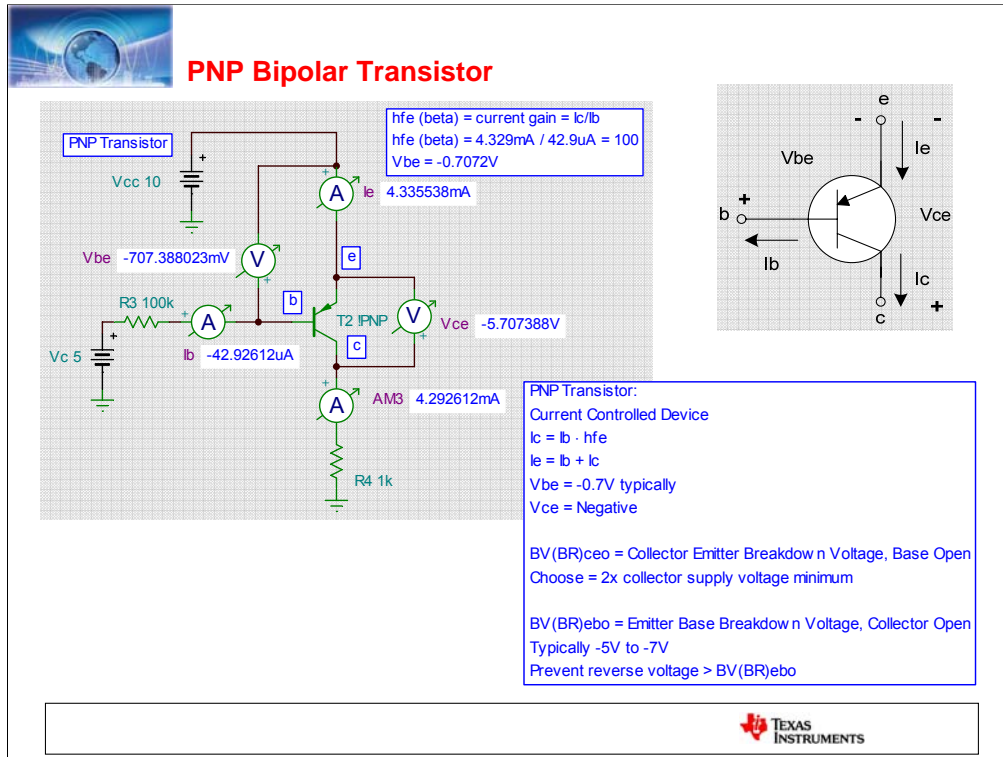 PNP Bipolar Transistor
PNP Transistor
hfe (beta) = current gain = Ic/Ib
hfe (beta) = 4.329mA / 42.9uA = 100
Vbe = -0.7072V
+
Vcc 10
+
A
Ie 4.335538mA
Vbe -707.388023mV
V
+
e
R3 100k
+
A
b
T2 !PNP
V
+
Vce -5.707388V
+
Vc 5
Ib -42.92612uA
c
+
A
AM3 4.292612mA
R4 1k
e
-
-
Ie
Vbe
+
b
Vce
Ib
Ic
+
c
PNP Transistor:
Current Controlled Device
Ic = Ib · hfe
Ie = Ib + Ic
Vbe = -0.7V typically
Vce = Negative
BV(BR)ceo = Collector Emitter Breakdown Voltage, Base Open
Choose = 2x collector supply voltage minimum
BV(BR)ebo = Emitter Base Breakdown Voltage, Collector Open
Typically -5V to -7V
Prevent reverse voltage > BV(BR)ebo
TEXAS
INSTRUMENTS